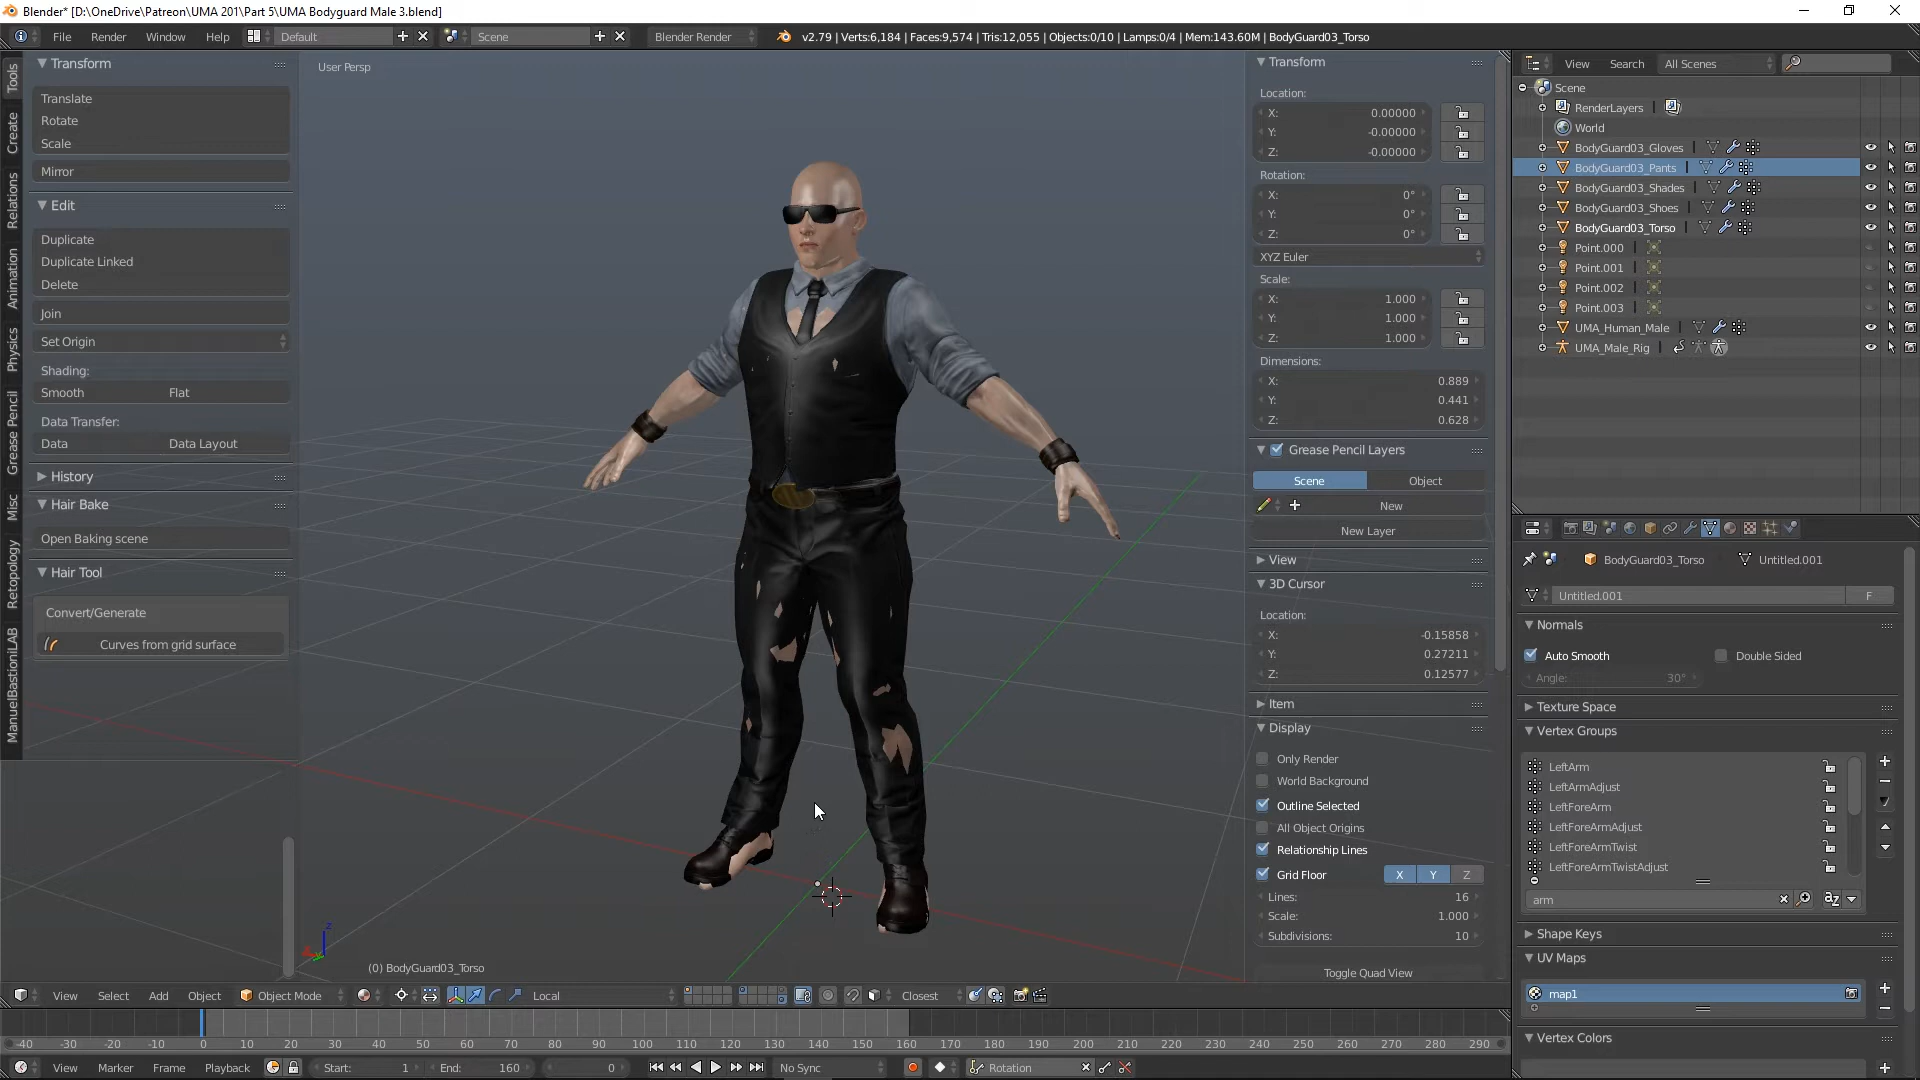 Blender* [D:\OneDrive\Patreon\UMA 201\Part 5\UMA Bodyguard Male 3.blend]
File Render Window Help Default Scene Blender Render v2.79 | Verts:6,184 | Faces:9,574 | Tris:12,055 | Objects:0/10 | Lamps:0/4 | Mem:143.60M | BodyGuard03_Torso
Tools
Create
Relations
Animation
Physics
Grease Pencil
Misc
Retopology
ManuelBastioniLAB
Transform
Translate
Rotate
Scale
Mirror
Edit
Duplicate
Duplicate Linked
Delete
Join
Set Origin
Shading:
Smooth Flat
Data Transfer:
Data Data Layout
History
Hair Bake
Open Baking scene
Hair Tool
Convert/Generate
Curves from grid surface
User Persp
z
(0) BodyGuard03_Torso
Transform
Location:
X: 0.00000
Y: -0.00000
Z: -0.00000
Rotation:
X: 0°
Y: 0°
Z: 0°
XYZ Euler
Scale:
X: 1.000
Y: 1.000
Z: 1.000
Dimensions:
X: 0.889
Y: 0.441
Z: 0.628
Grease Pencil Layers
Scene Object
New
New Layer
View
3D Cursor
Location:
X: -0.15858
Y: 0.27211
Z: 0.12577
Item
Display
Only Render
World Background
Outline Selected
All Object Origins
Relationship Lines
Grid Floor X Y Z
Lines: 16
Scale: 1.000
Subdivisions: 10
Toggle Quad View
View Search All Scenes
Scene
RenderLayers
World
BodyGuard03_Gloves
BodyGuard03_Pants
BodyGuard03_Shades
BodyGuard03_Shoes
BodyGuard03_Torso
Point.000
Point.001
Point.002
Point.003
UMA_Human_Male
UMA_Male_Rig
BodyGuard03_Torso Untitled.001
Untitled.001 F
Normals
Auto Smooth Double Sided
Angle: 30°
Texture Space
Vertex Groups
LeftArm
LeftArmAdjust
LeftForeArm
LeftForeArmAdjust
LeftForeArmTwist
LeftForeArmTwistAdjust
arm
Shape Keys
UV Maps
map1
Vertex Colors
View Select Add Object Object Mode Local Closest
-40 -30 -20 -10 0 10 20 30 40 50 60 70 80 90 100 110 120 130 140 150 160 170 180 190 200 210 220 230 240 250 260 270 280 290
View Marker Frame Playback Start: 1 End: 160 0 No Sync Rotation